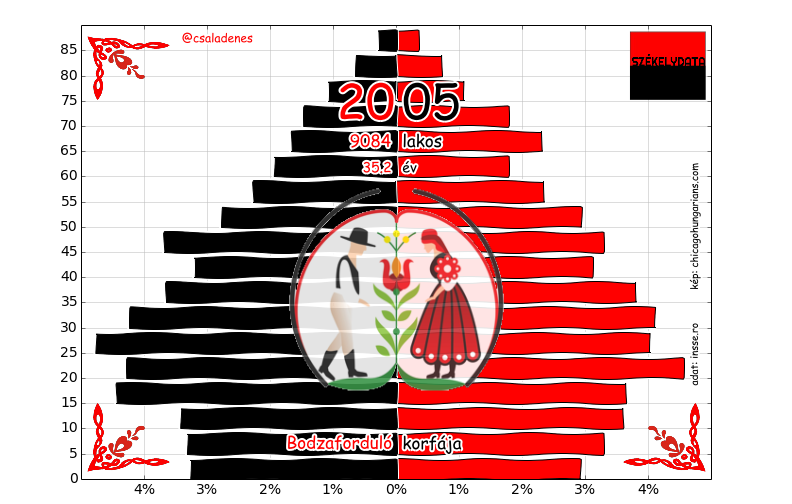 @csaladenes
SZÉKELYDATA
2005
9084 lakos
35,2 év
kép: chicagohungarians.com
adat: insse.ro
Bodzaforduló korfája
85
80
75
70
65
60
55
50
45
40
35
30
25
20
15
10
5
0
4% 3% 2% 1% 0% 1% 2% 3% 4%